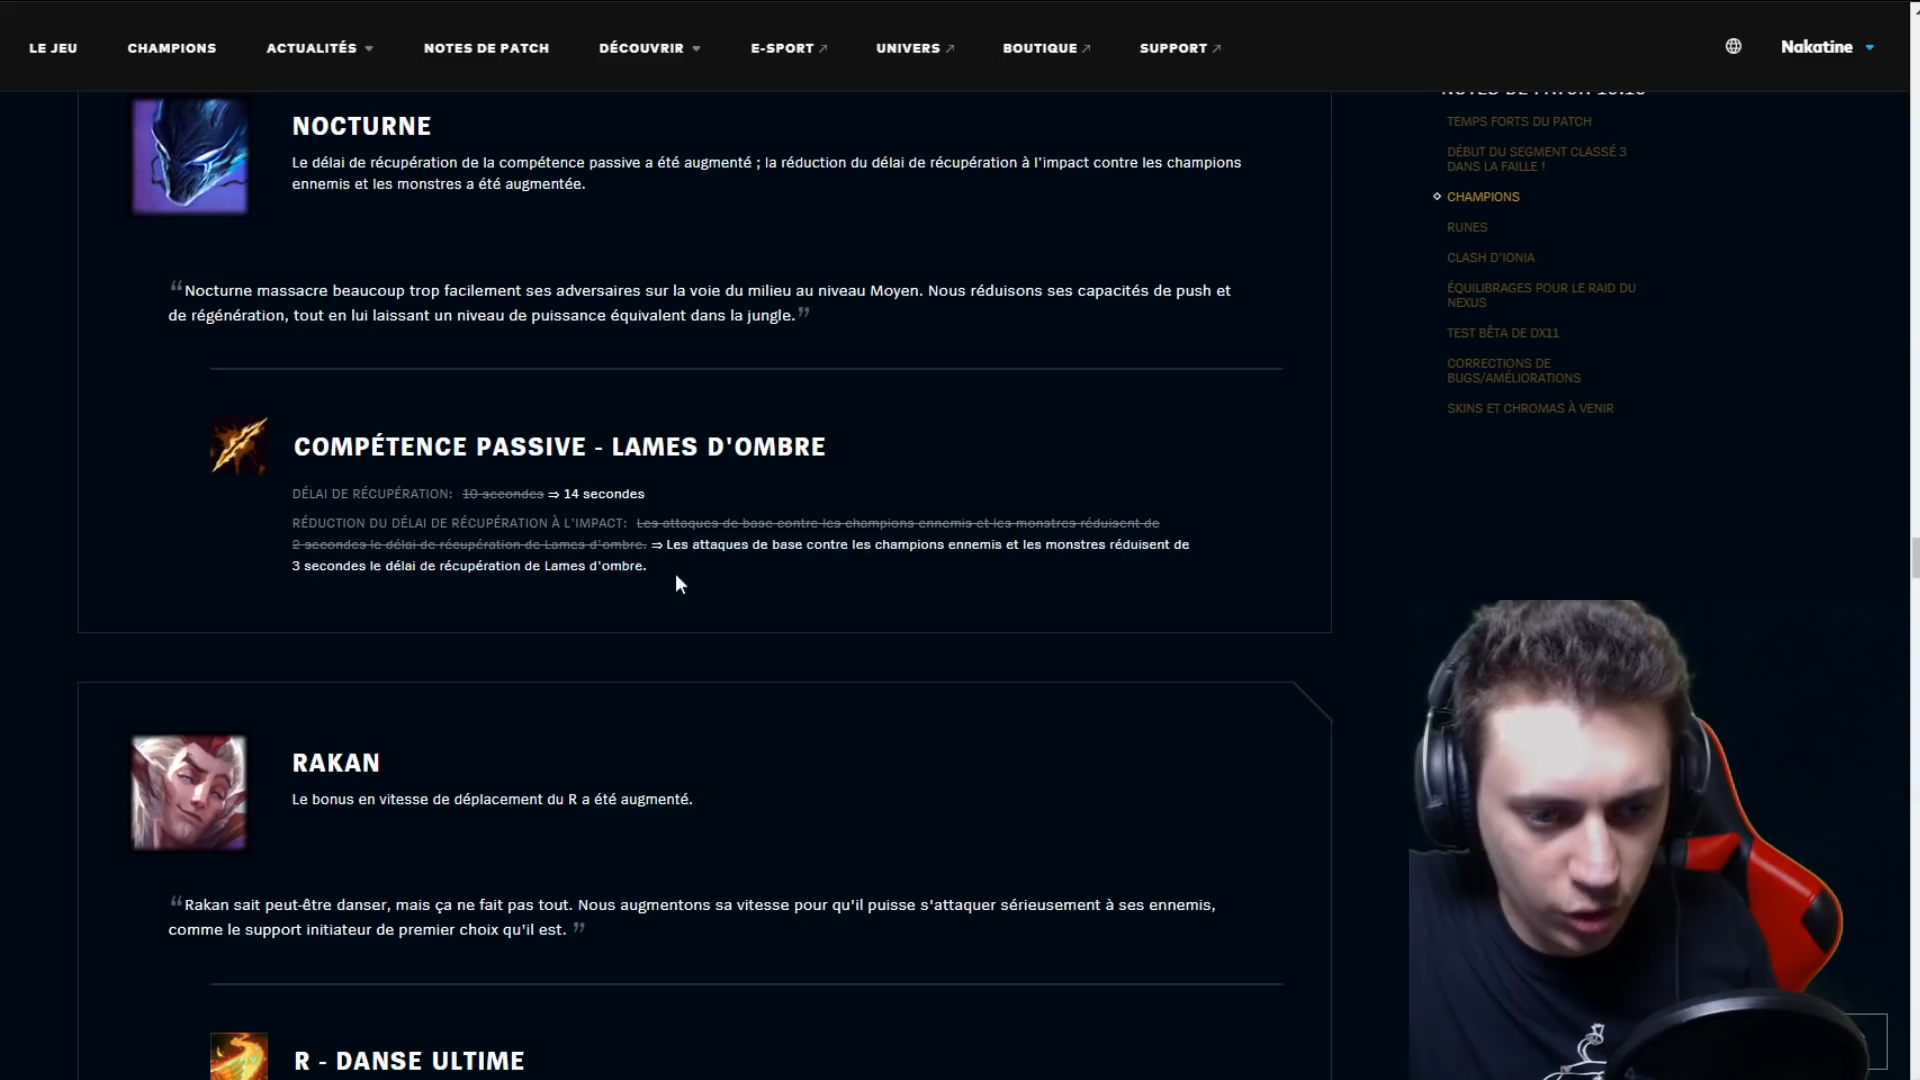 LE JEU CHAMPIONS ACTUALITÉS NOTES DE PATCH DÉCOUVRIR E-SPORT UNIVERS BOUTIQUE SUPPORT Nakatine
NOCTURNE
Le délai de récupération de la compétence passive a été augmenté ; la réduction du délai de récupération à l'impact contre les champions
ennemis et les monstres a été augmentée.
“Nocturne massacre beaucoup trop facilement ses adversaires sur la voie du milieu au niveau Moyen. Nous réduisons ses capacités de push et
de régénération, tout en lui laissant un niveau de puissance équivalent dans la jungle.”
COMPÉTENCE PASSIVE - LAMES D'OMBRE
DÉLAI DE RÉCUPÉRATION: 10 secondes ⇒ 14 secondes
RÉDUCTION DU DÉLAI DE RÉCUPÉRATION À L'IMPACT: Les attaques de base contre les champions ennemis et les monstres réduisent de
2 secondes le délai de récupération de Lames d'ombre. ⇒ Les attaques de base contre les champions ennemis et les monstres réduisent de
3 secondes le délai de récupération de Lames d'ombre.
RAKAN
Le bonus en vitesse de déplacement du R a été augmenté.
“Rakan sait peut-être danser, mais ça ne fait pas tout. Nous augmentons sa vitesse pour qu'il puisse s'attaquer sérieusement à ses ennemis,
comme le support initiateur de premier choix qu'il est. ”
R - DANSE ULTIME
NOTES DE PATCH
TEMPS FORTS DU PATCH
DÉBUT DU SEGMENT CLASSÉ 3
DANS LA FAILLE !
CHAMPIONS
RUNES
CLASH D'IONIA
ÉQUILIBRAGES POUR LE RAID DU
NEXUS
TEST BÊTA DE DX11
CORRECTIONS DE
BUGS/AMÉLIORATIONS
SKINS ET CHROMAS À VENIR